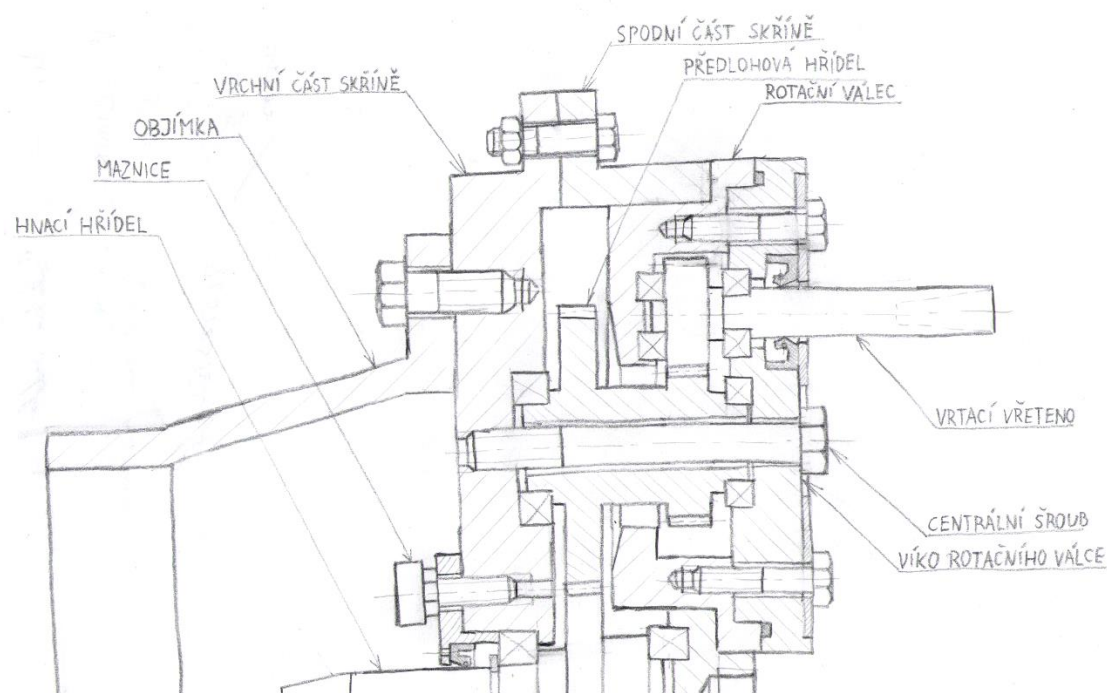 SPODNÍ ČÁST SKŘÍNĚ
PŘEDLOHOVÁ HŘÍDEL
VRCHNÍ ČÁST SKŘÍNĚ
ROTAČNÍ VÁLEC
OBJÍMKA
MAZNICE
HNACÍ HŘÍDEL
VRTACÍ VŘETENO
CENTRÁLNÍ ŠROUB
VÍKO ROTAČNÍHO VÁLCE